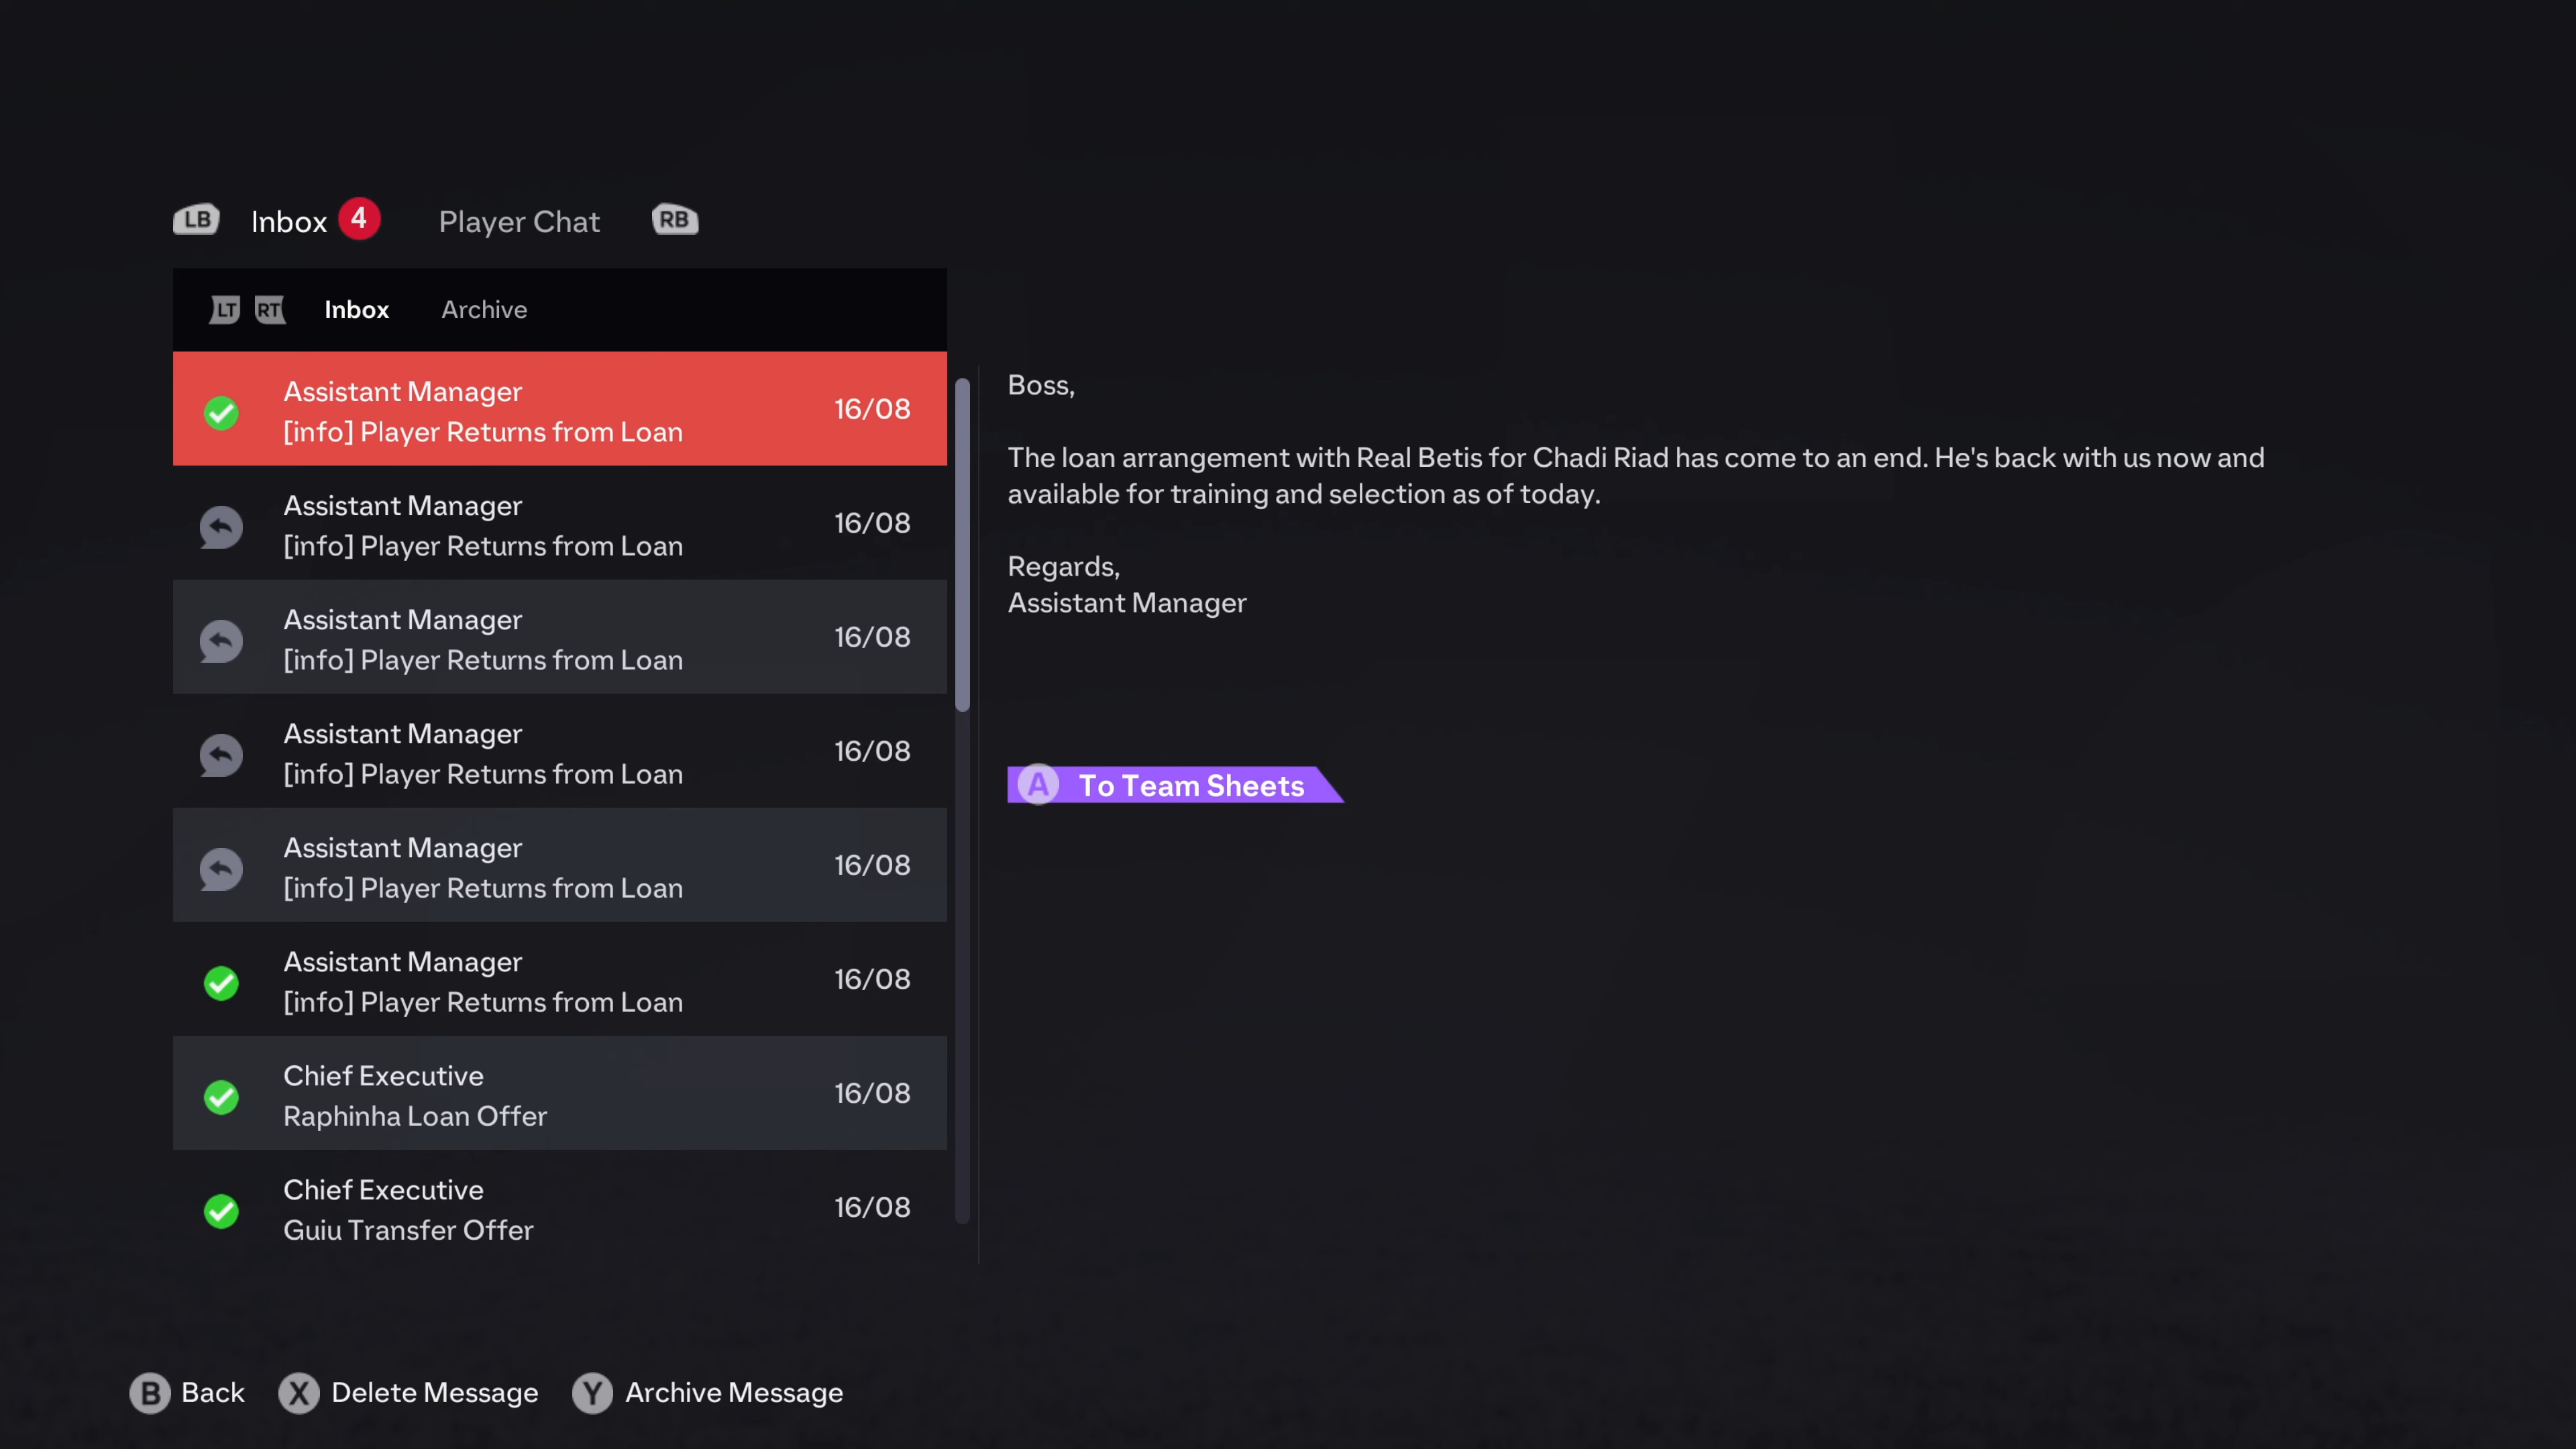 LB Inbox 4 Player Chat RB
LT RT Inbox Archive
Assistant Manager
[info] Player Returns from Loan
16/08
Assistant Manager
[info] Player Returns from Loan
16/08
Assistant Manager
[info] Player Returns from Loan
16/08
Assistant Manager
[info] Player Returns from Loan
16/08
Assistant Manager
[info] Player Returns from Loan
16/08
Assistant Manager
[info] Player Returns from Loan
16/08
Chief Executive
Raphinha Loan Offer
16/08
Chief Executive
Guiu Transfer Offer
16/08
Boss,
The loan arrangement with Real Betis for Chadi Riad has come to an end. He's back with us now and
available for training and selection as of today.
Regards,
Assistant Manager
A To Team Sheets
B Back X Delete Message Y Archive Message